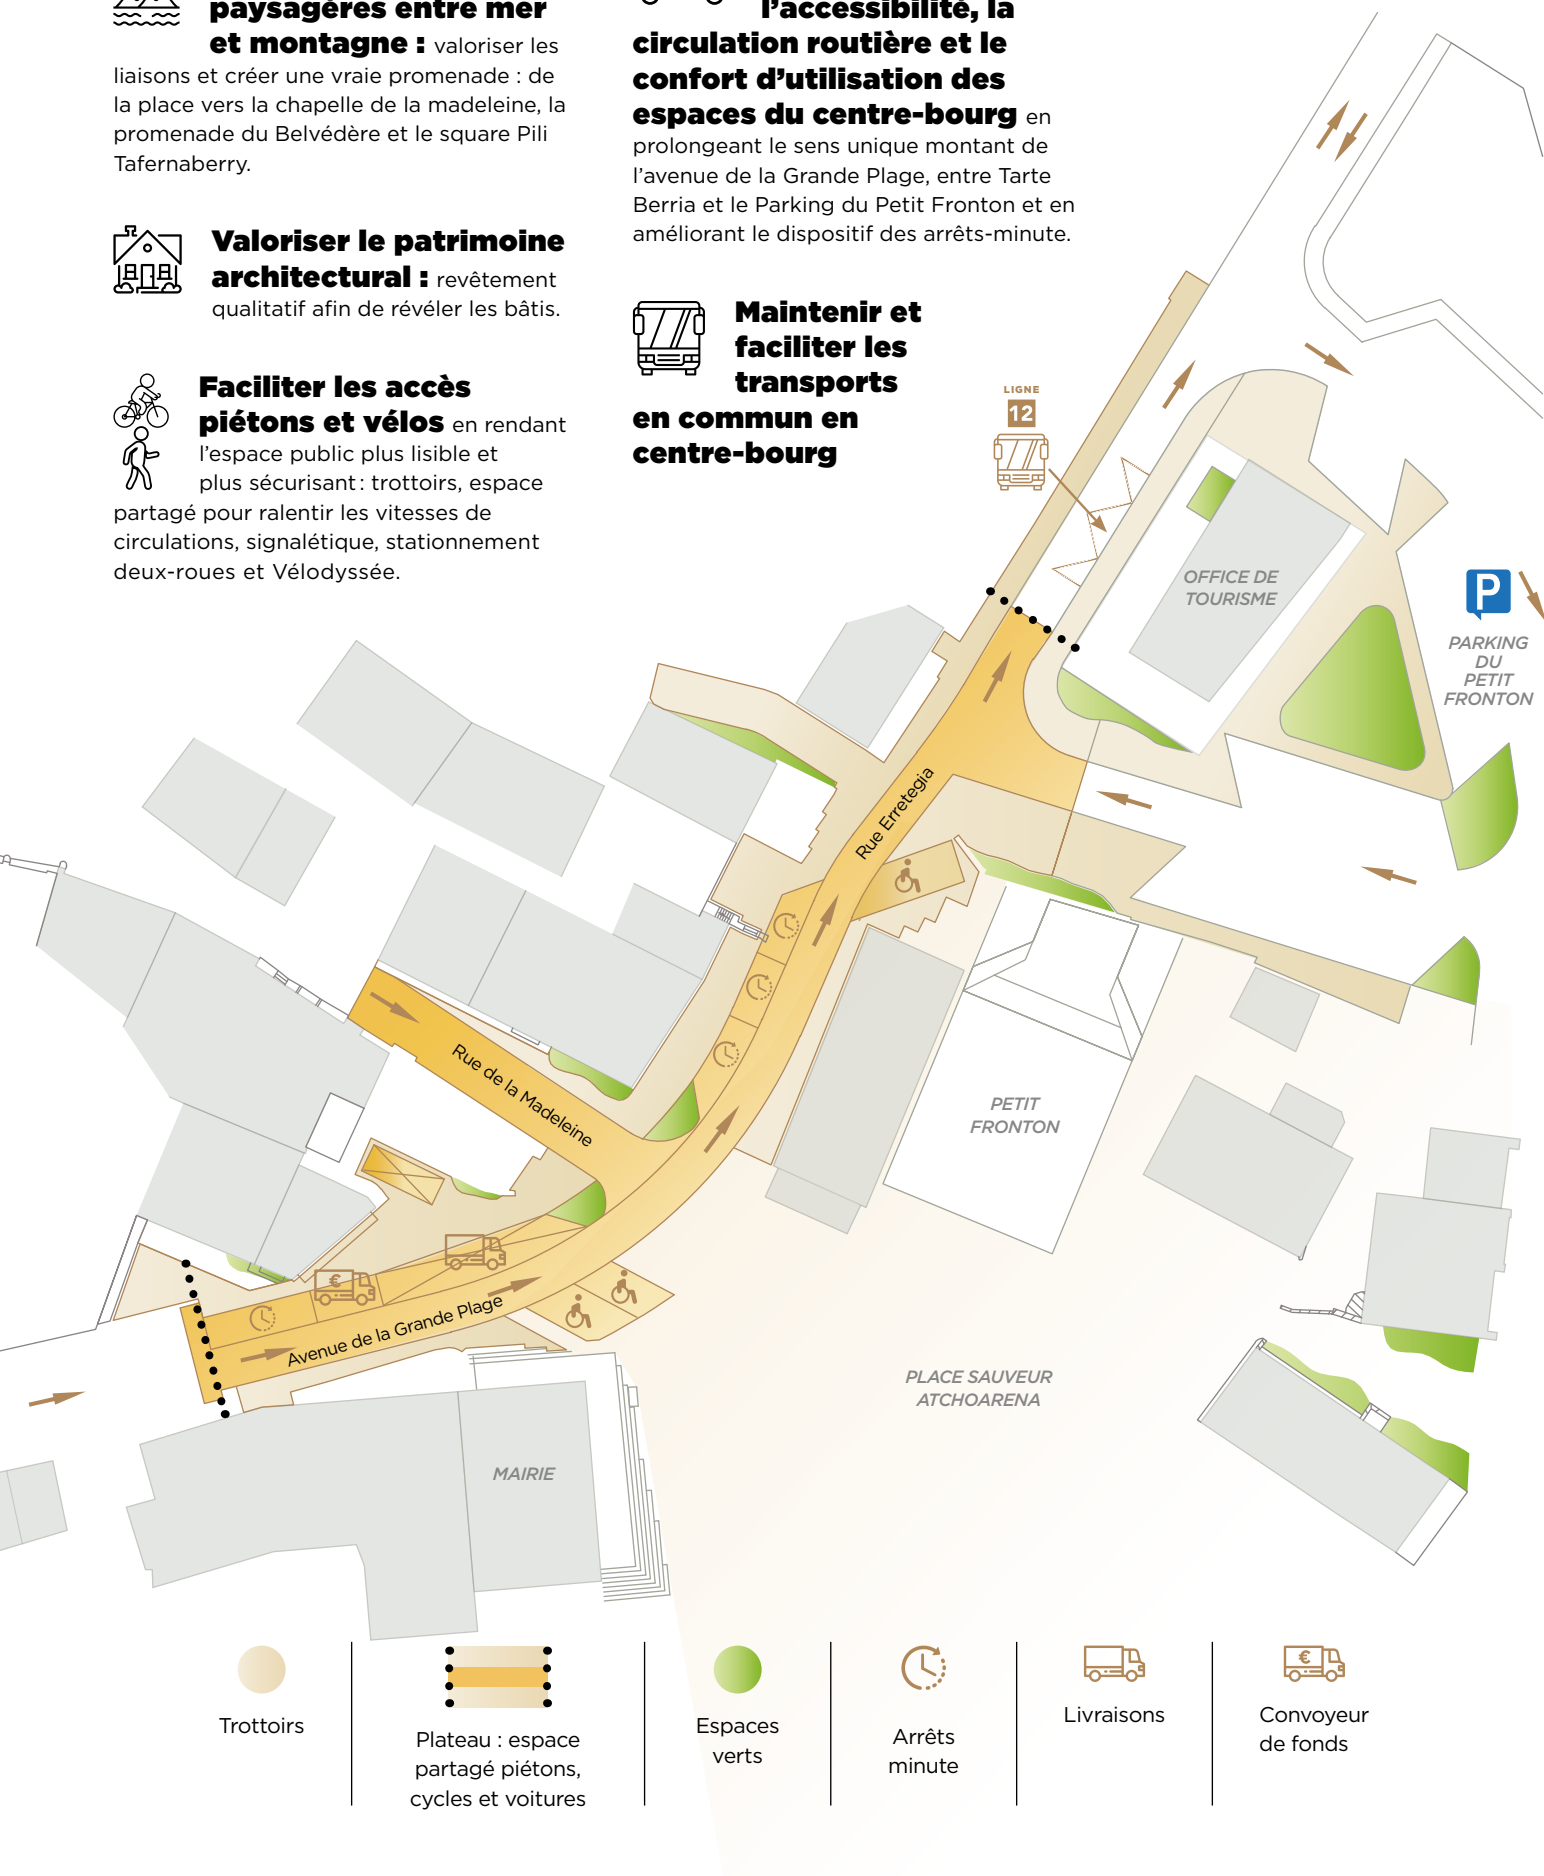 paysagères entre mer
et montagne : valoriser les
liaisons et créer une vraie promenade : de
la place vers la chapelle de la madeleine, la
promenade du Belvédère et le square Pili
Tafernaberry.
Valoriser le patrimoine
architectural : revêtement
qualitatif afin de révéler les bâtis.
Faciliter les accès
piétons et vélos en rendant
l’espace public plus lisible et
plus sécurisant : trottoirs, espace
partagé pour ralentir les vitesses de
circulations, signalétique, stationnement
deux-roues et Vélodyssée.
l’accessibilité, la
circulation routière et le
confort d’utilisation des
espaces du centre-bourg en
prolongeant le sens unique montant de
l’avenue de la Grande Plage, entre Tarte
Berria et le Parking du Petit Fronton et en
améliorant le dispositif des arrêts-minute.
Maintenir et
faciliter les
transports
en commun en
centre-bourg
LIGNE
12
OFFICE DE
TOURISME
P
PARKING
DU
PETIT
FRONTON
Rue Erretegia
Rue de la Madeleine
PETIT
FRONTON
€
Avenue de la Grande Plage
PLACE SAUVEUR
ATCHOARENA
MAIRIE
Trottoirs
Plateau : espace
partagé piétons,
cycles et voitures
Espaces
verts
Arrêts
minute
Livraisons
€
Convoyeur
de fonds